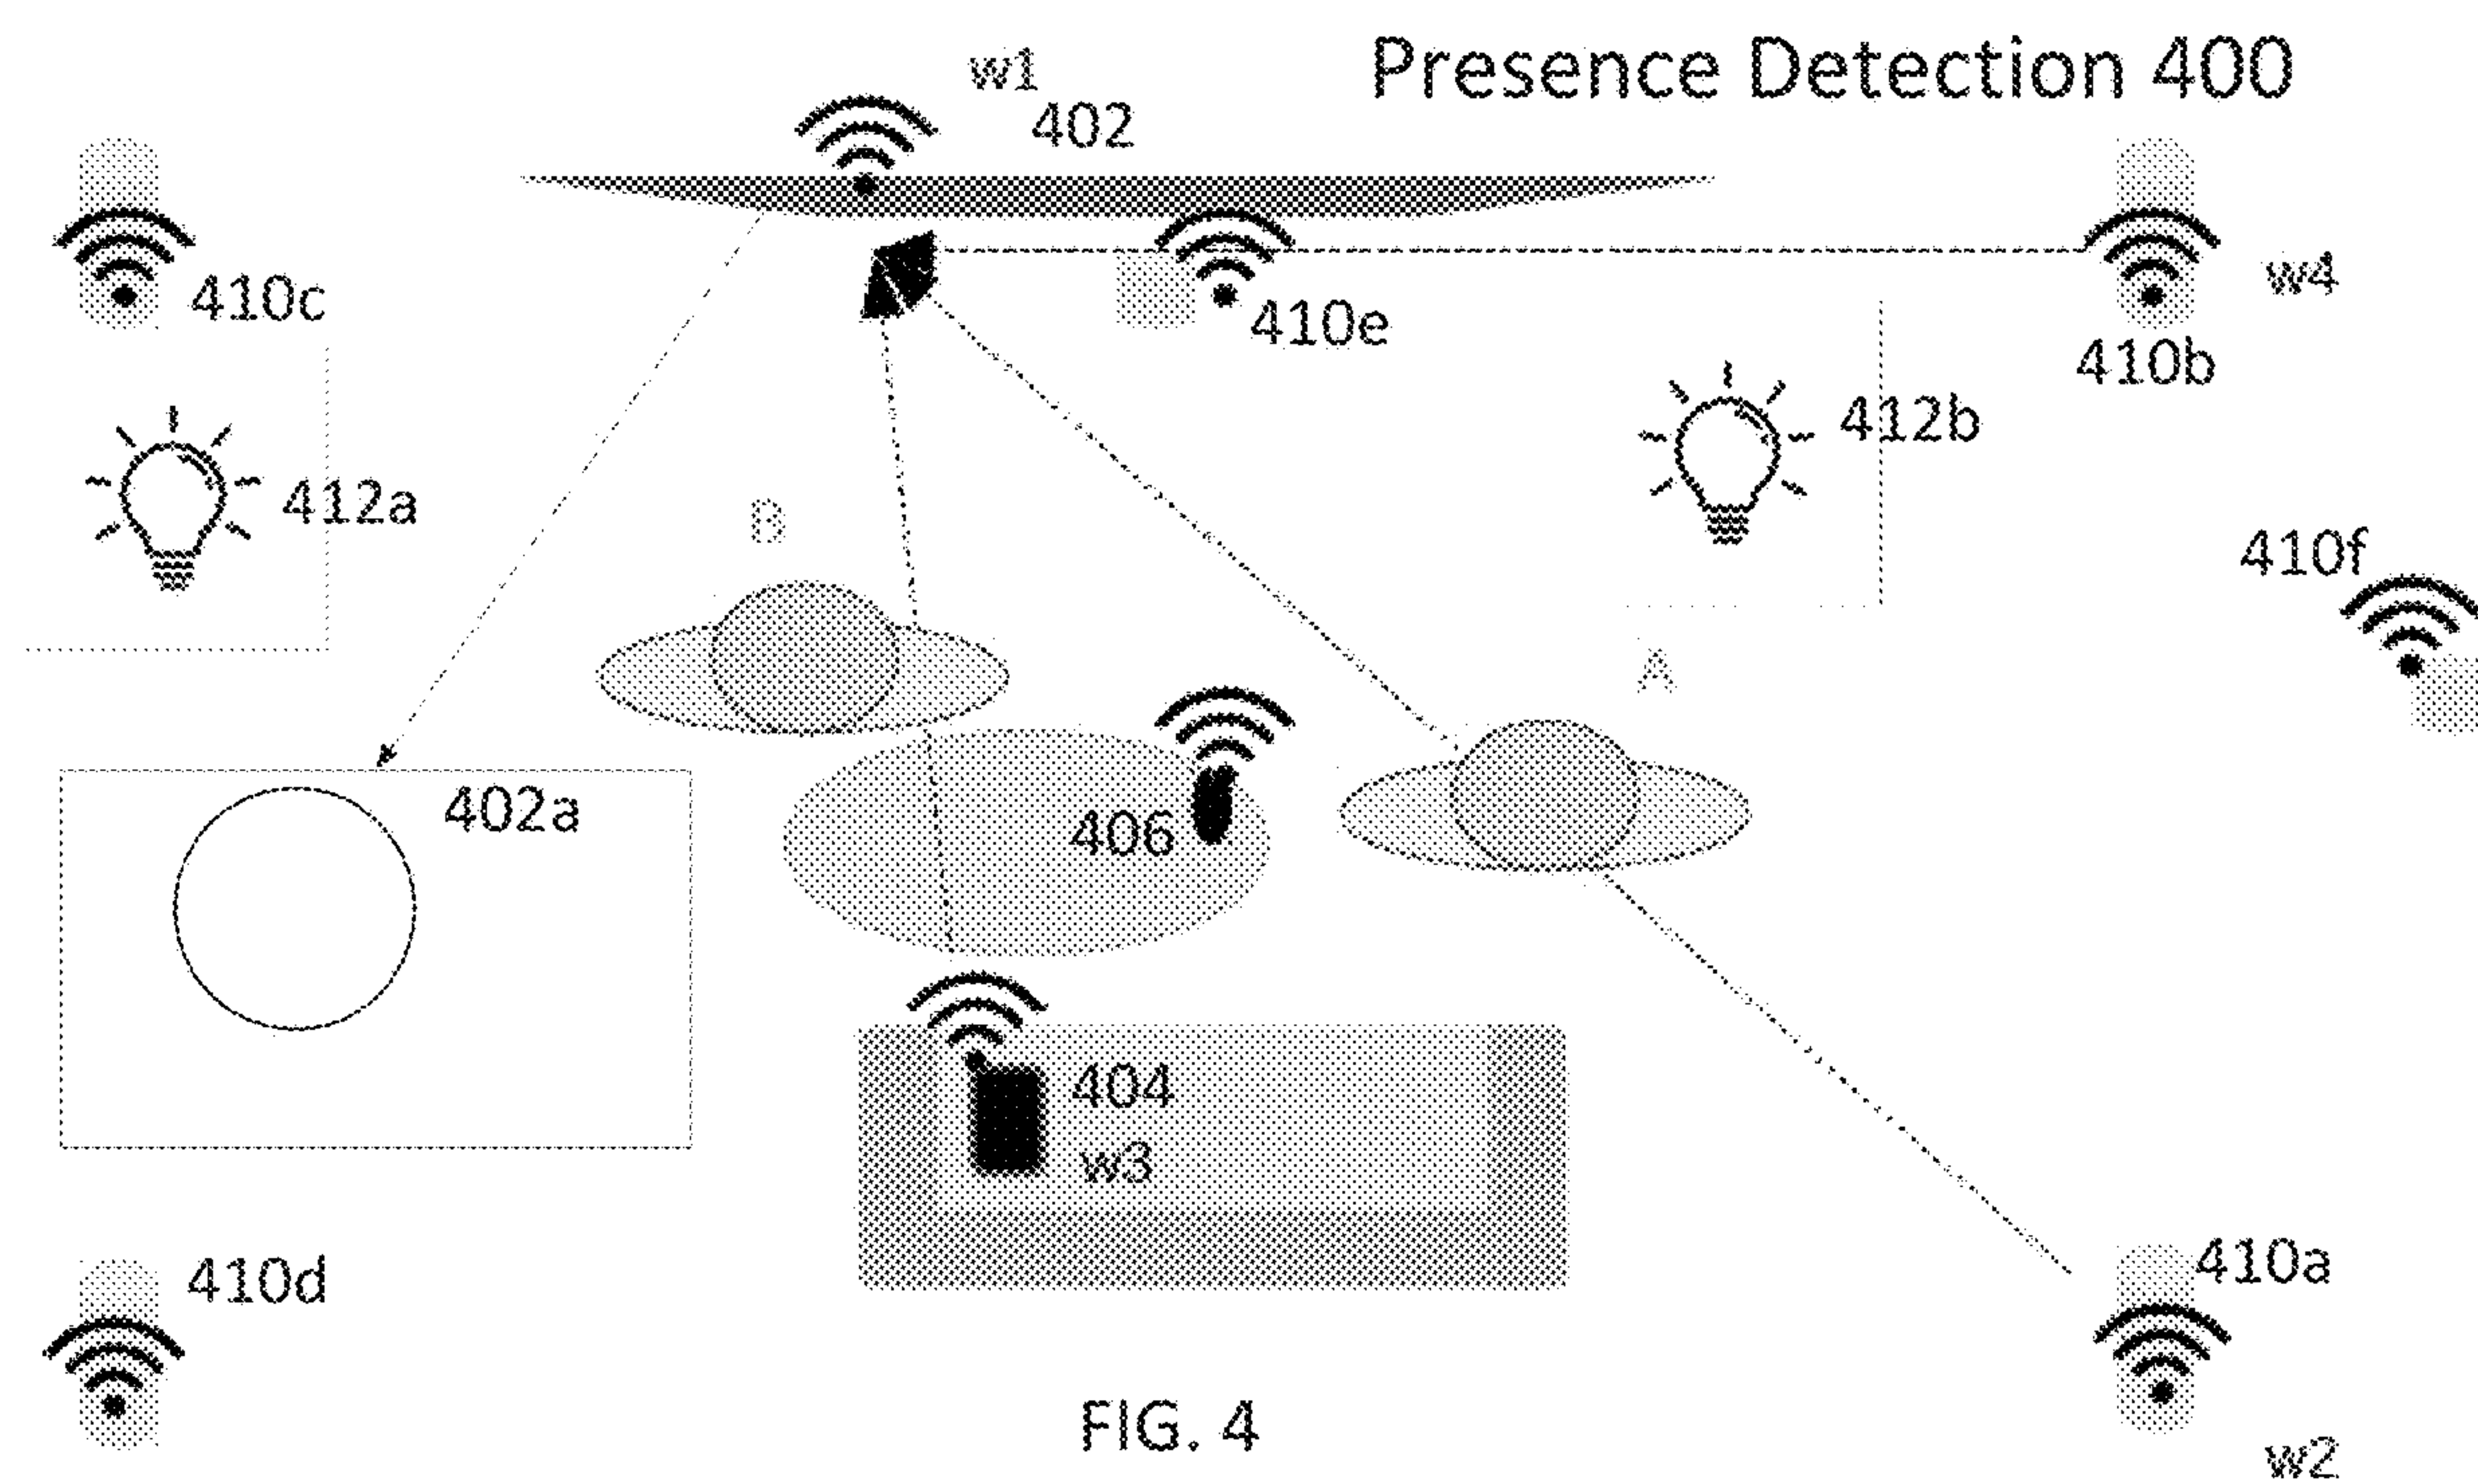 Presence Detection 400
w1
402
410c
410e
w4
410b
412a
412b
B
410f
A
402a
406
404
w3
410d
410a
FIG. 4
w2